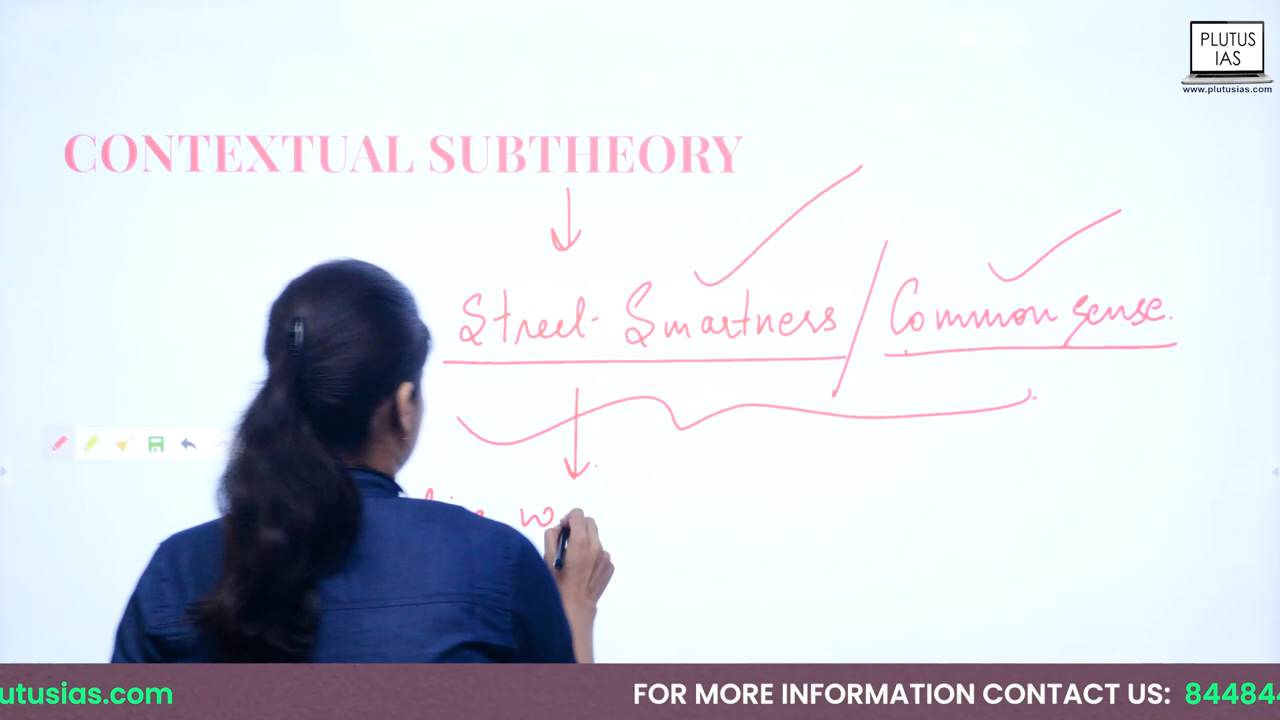 PLUTUS
IAS
www.plutusias.com
CONTEXTUAL SUBTHEORY
Street-Smartness / Common sense.
utusias.com
FOR MORE INFORMATION CONTACT US: 84484